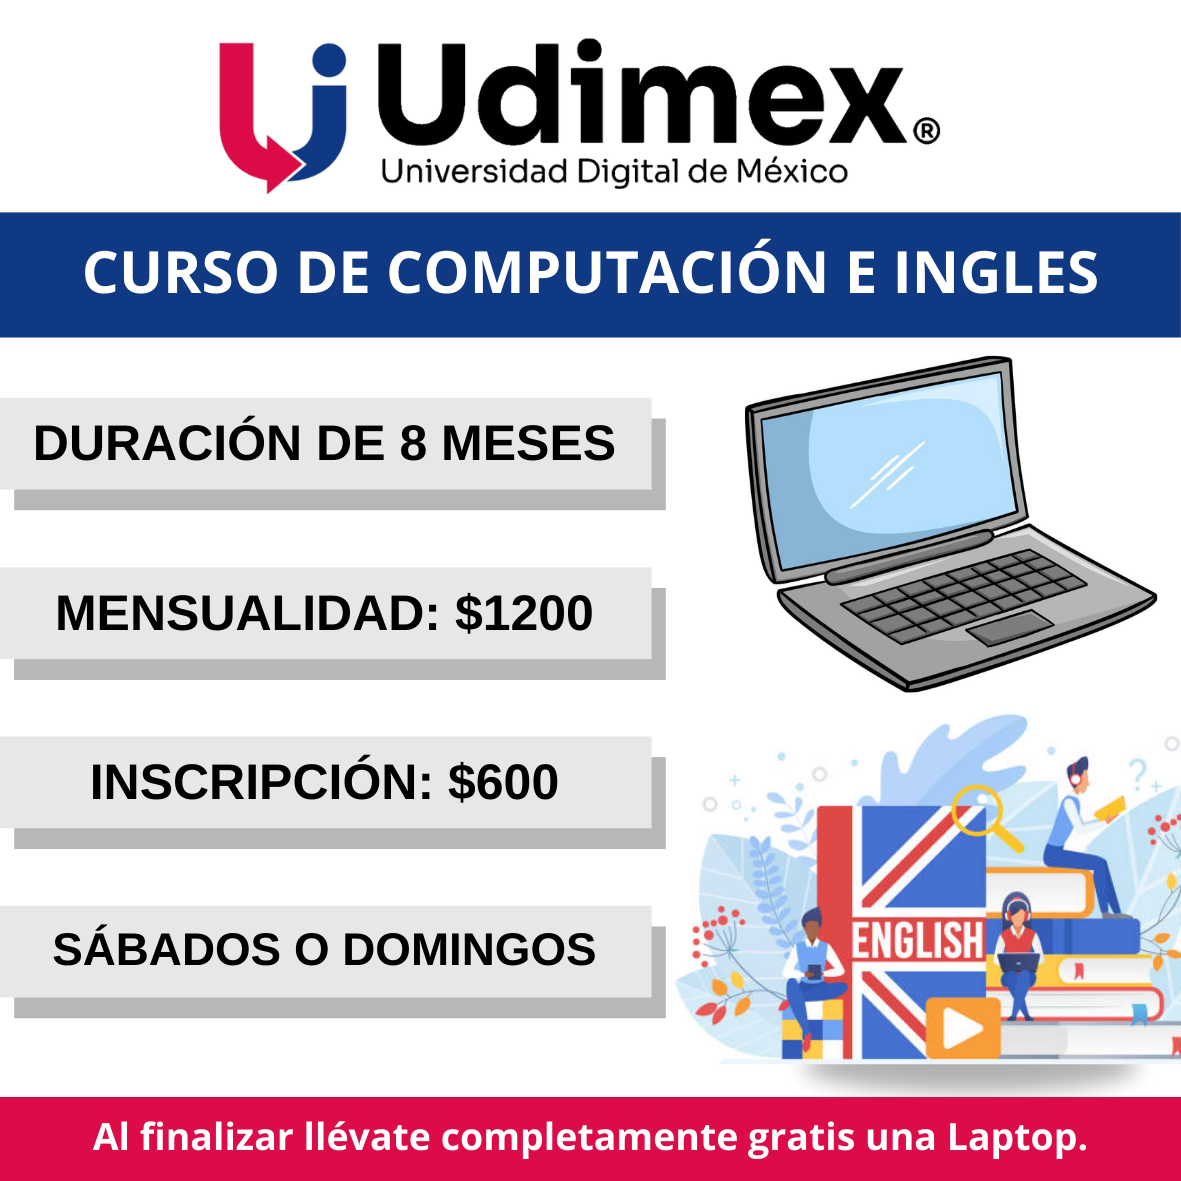 Udimex®
Universidad Digital de México
CURSO DE COMPUTACIÓN E INGLES
DURACIÓN DE 8 MESES
MENSUALIDAD: $1200
INSCRIPCIÓN: $600
SÁBADOS O DOMINGOS
ENGLISH
Al finalizar llévate completamente gratis una Laptop.